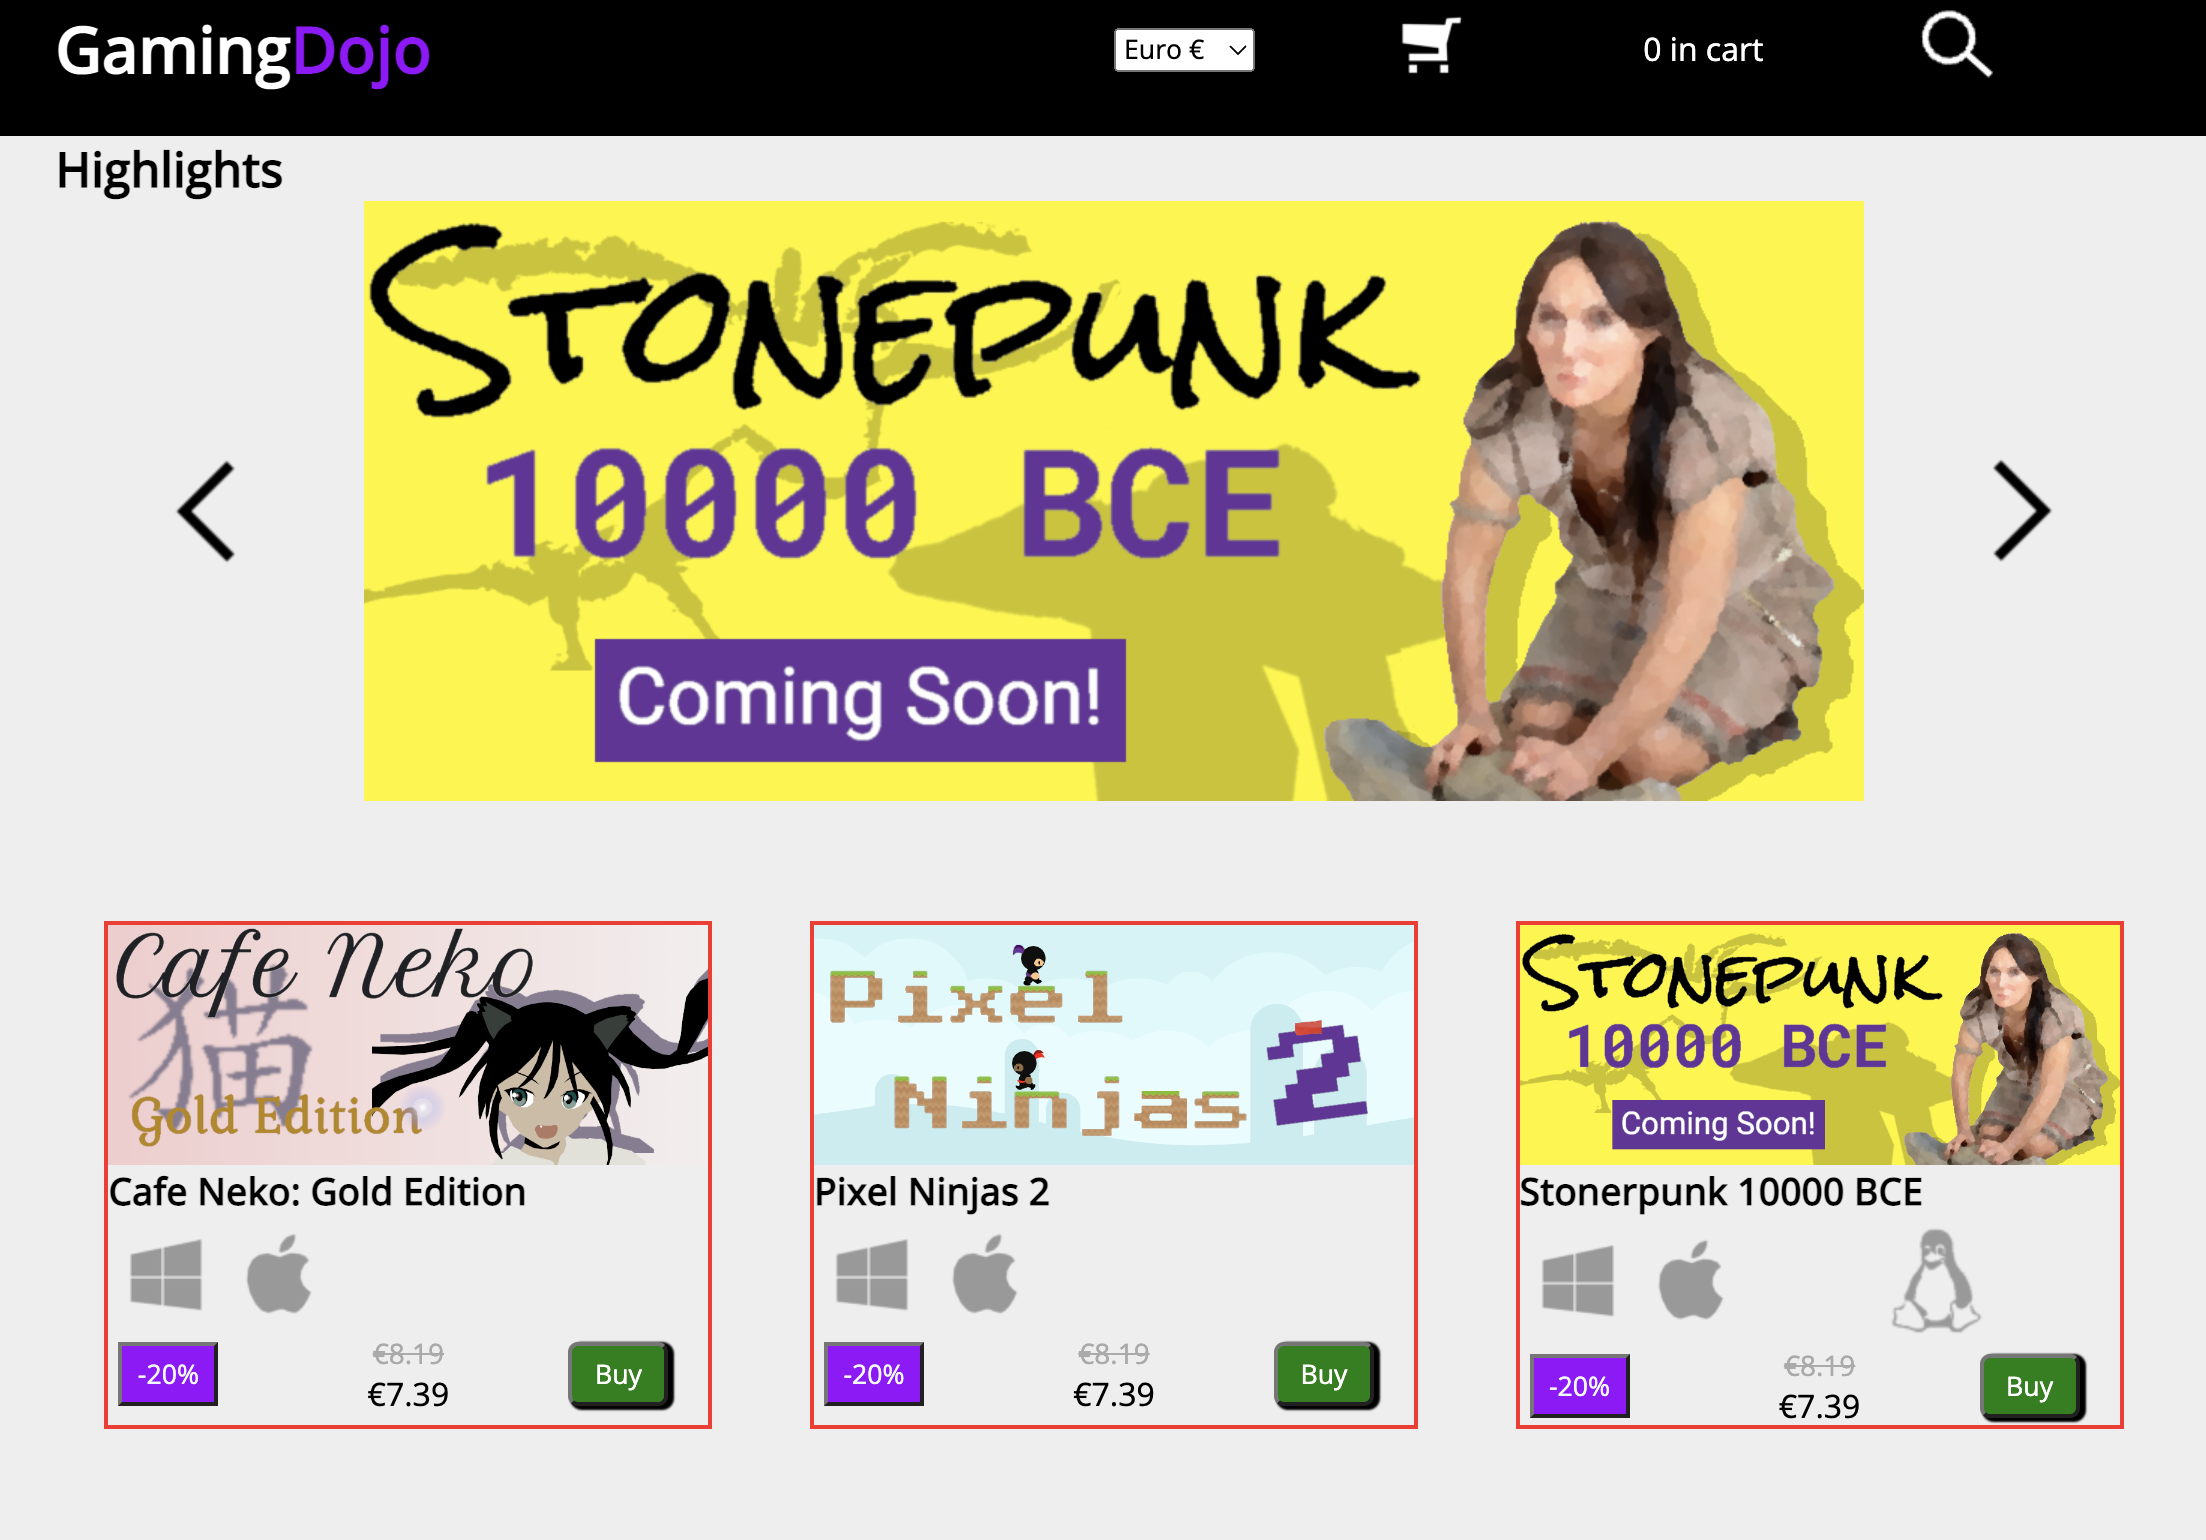 GamingDojo
Euro €
0 in cart
Highlights
STONEPUNK
10000 BCE
Coming Soon!
Cafe Neko
猫
Gold Edition
Cafe Neko: Gold Edition
-20%
€8.19
€7.39
Buy
Pixel
Ninjas 2
Pixel Ninjas 2
-20%
€8.19
€7.39
Buy
STONEPUNK
10000 BCE
Coming Soon!
Stonerpunk 10000 BCE
-20%
€8.19
€7.39
Buy